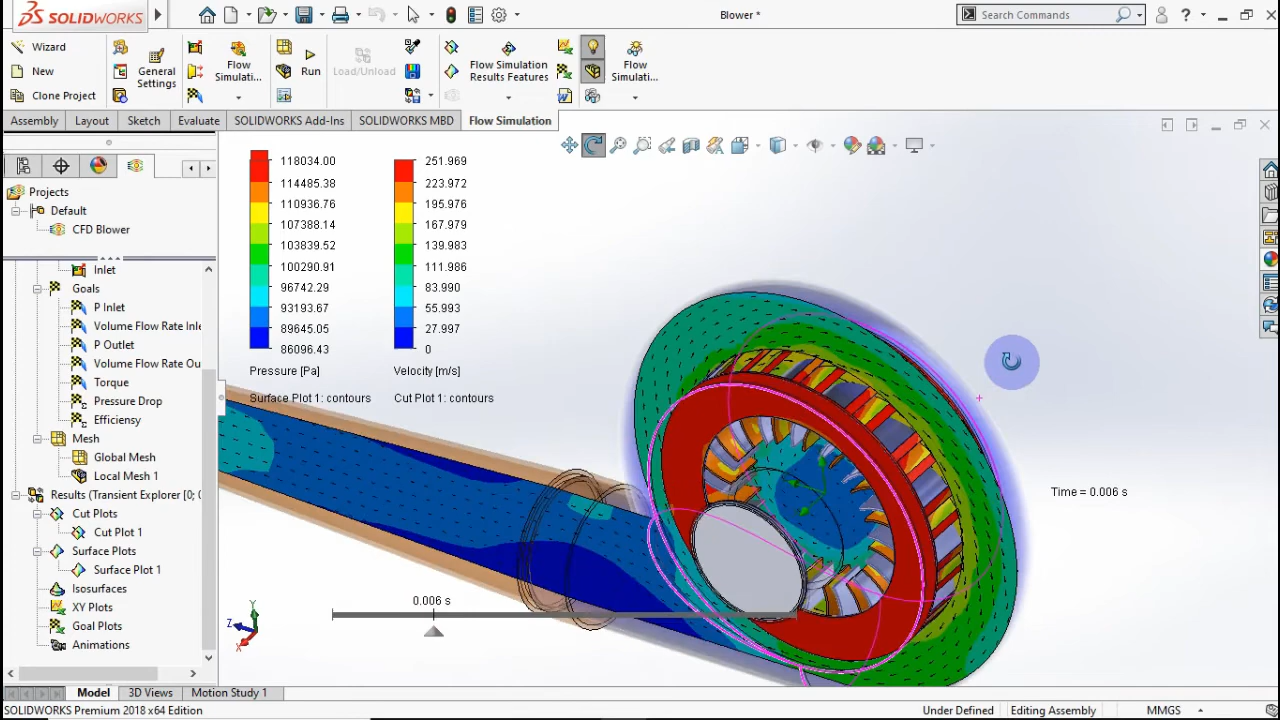 SOLIDWORKS
Blower *
Search Commands
?
Wizard
New
Clone Project
General
Settings
Flow
Simulati...
Run
Load/Unload
Flow Simulation
Results Features
Flow
Simulati...
Assembly
Layout
Sketch
Evaluate
SOLIDWORKS Add-Ins
SOLIDWORKS MBD
Flow Simulation
Projects
Default
CFD Blower
Inlet
Goals
P Inlet
Volume Flow Rate Inle
P Outlet
Volume Flow Rate Ou
Torque
Pressure Drop
Efficiency
Mesh
Global Mesh
Local Mesh 1
Results (Transient Explorer [0; 0
Cut Plots
Cut Plot 1
Surface Plots
Surface Plot 1
Isosurfaces
XY Plots
Goal Plots
Animations
118034.00
114485.38
110936.76
107388.14
103839.52
100290.91
96742.29
93193.67
89645.05
86096.43
Pressure [Pa]
Surface Plot 1: contours
251.969
223.972
195.976
167.979
139.983
111.986
83.990
55.993
27.997
0
Velocity [m/s]
Cut Plot 1: contours
Time = 0.006 s
0.006 s
Y
Z
X
Model
3D Views
Motion Study 1
SOLIDWORKS Premium 2018 x64 Edition
Under Defined
Editing Assembly
MMGS